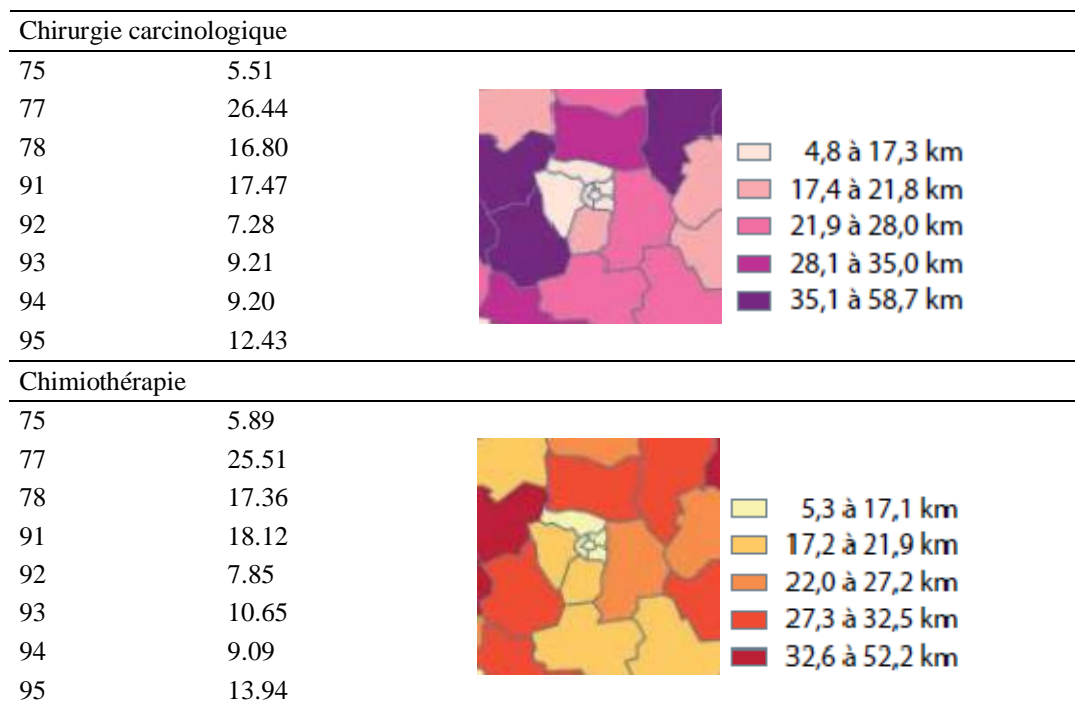 Chirurgie carcinologique
75 5.51
77 26.44
78 16.80
91 17.47
92 7.28
93 9.21
94 9.20
95 12.43
4,8 à 17,3 km
17,4 à 21,8 km
21,9 à 28,0 km
28,1 à 35,0 km
35,1 à 58,7 km
Chimiothérapie
75 5.89
77 25.51
78 17.36
91 18.12
92 7.85
93 10.65
94 9.09
95 13.94
5,3 à 17,1 km
17,2 à 21,9 km
22,0 à 27,2 km
27,3 à 32,5 km
32,6 à 52,2 km